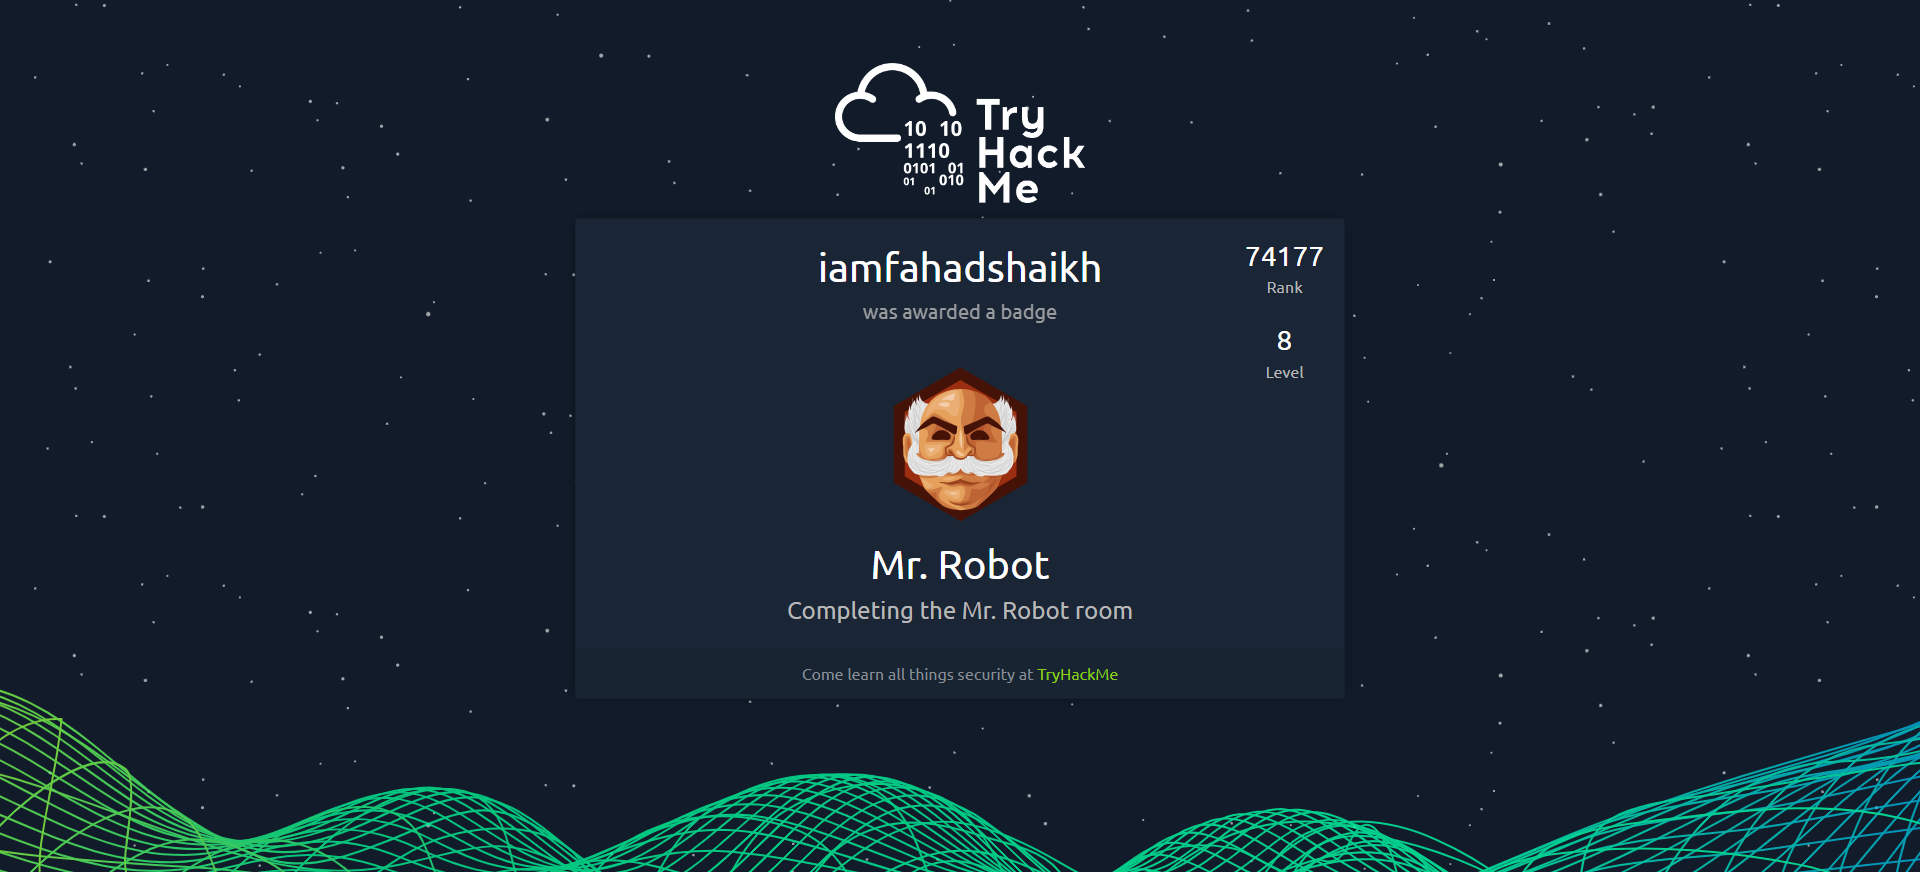 10 10
1110
0101 01
01 010
01
Try
Hack
Me
iamfahadshaikh
was awarded a badge
74177
Rank
8
Level
Mr. Robot
Completing the Mr. Robot room
Come learn all things security at TryHackMe